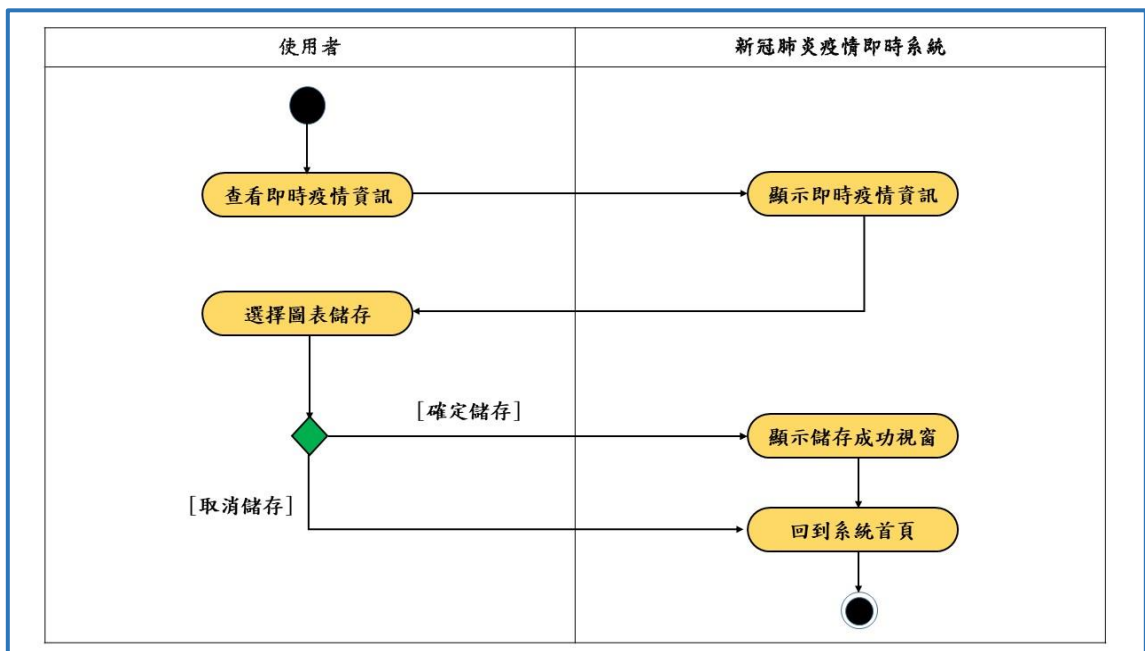 使用者
新冠肺炎疫情即時系統
查看即時疫情資訊
顯示即時疫情資訊
選擇圖表儲存
[確定儲存]
顯示儲存成功視窗
[取消儲存]
回到系統首頁